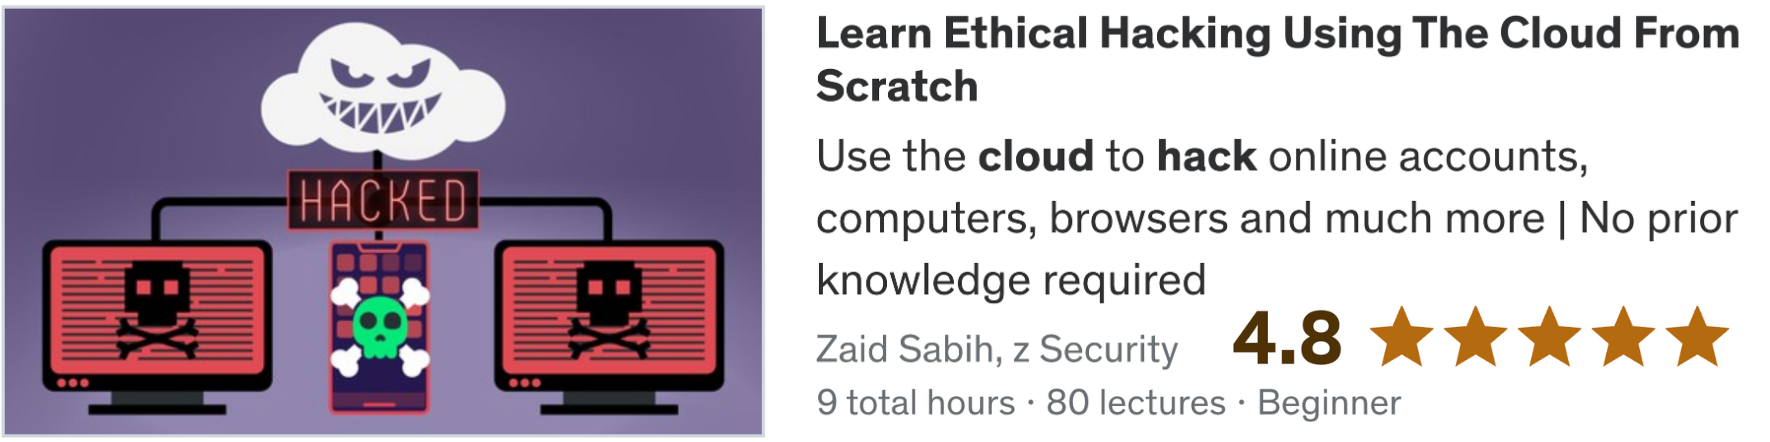 HACKED
Learn Ethical Hacking Using The Cloud From
Scratch
Use the cloud to hack online accounts,
computers, browsers and much more | No prior
knowledge required
Zaid Sabih, z Security 4.8
9 total hours · 80 lectures · Beginner